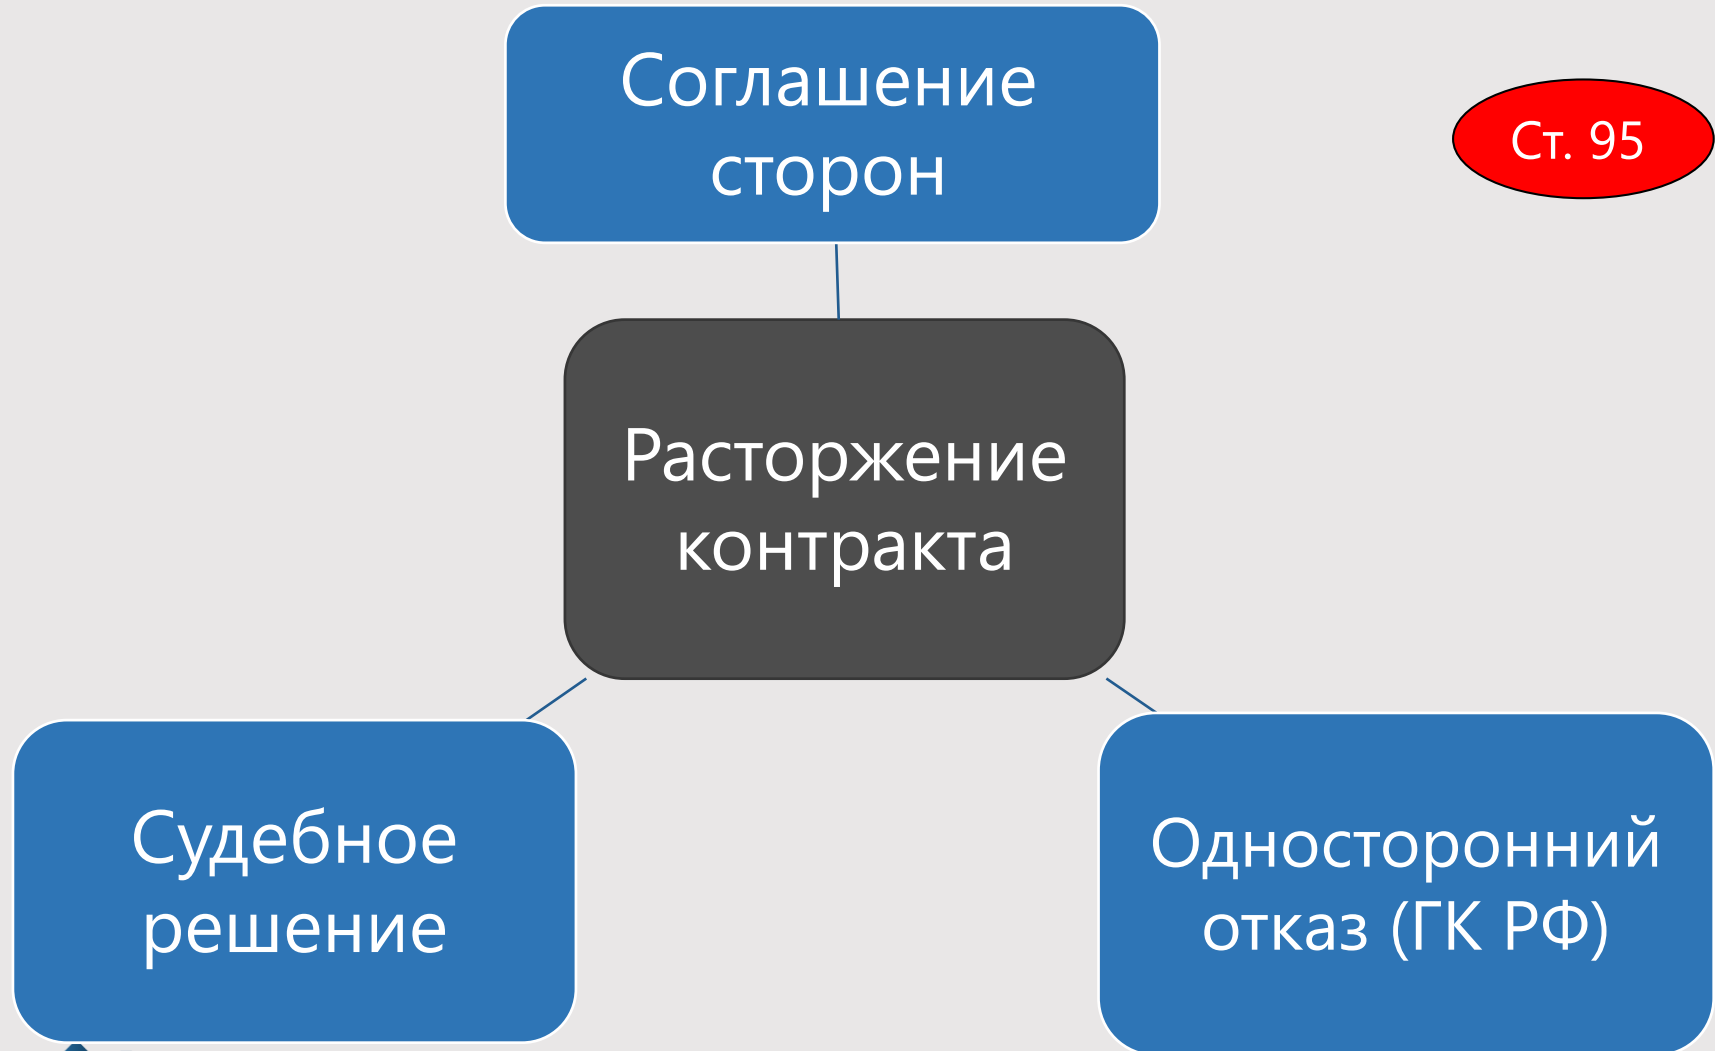 Соглашение
сторон
Ст. 95
Расторжение
контракта
Судебное
решение
Односторонний
отказ (ГК РФ)